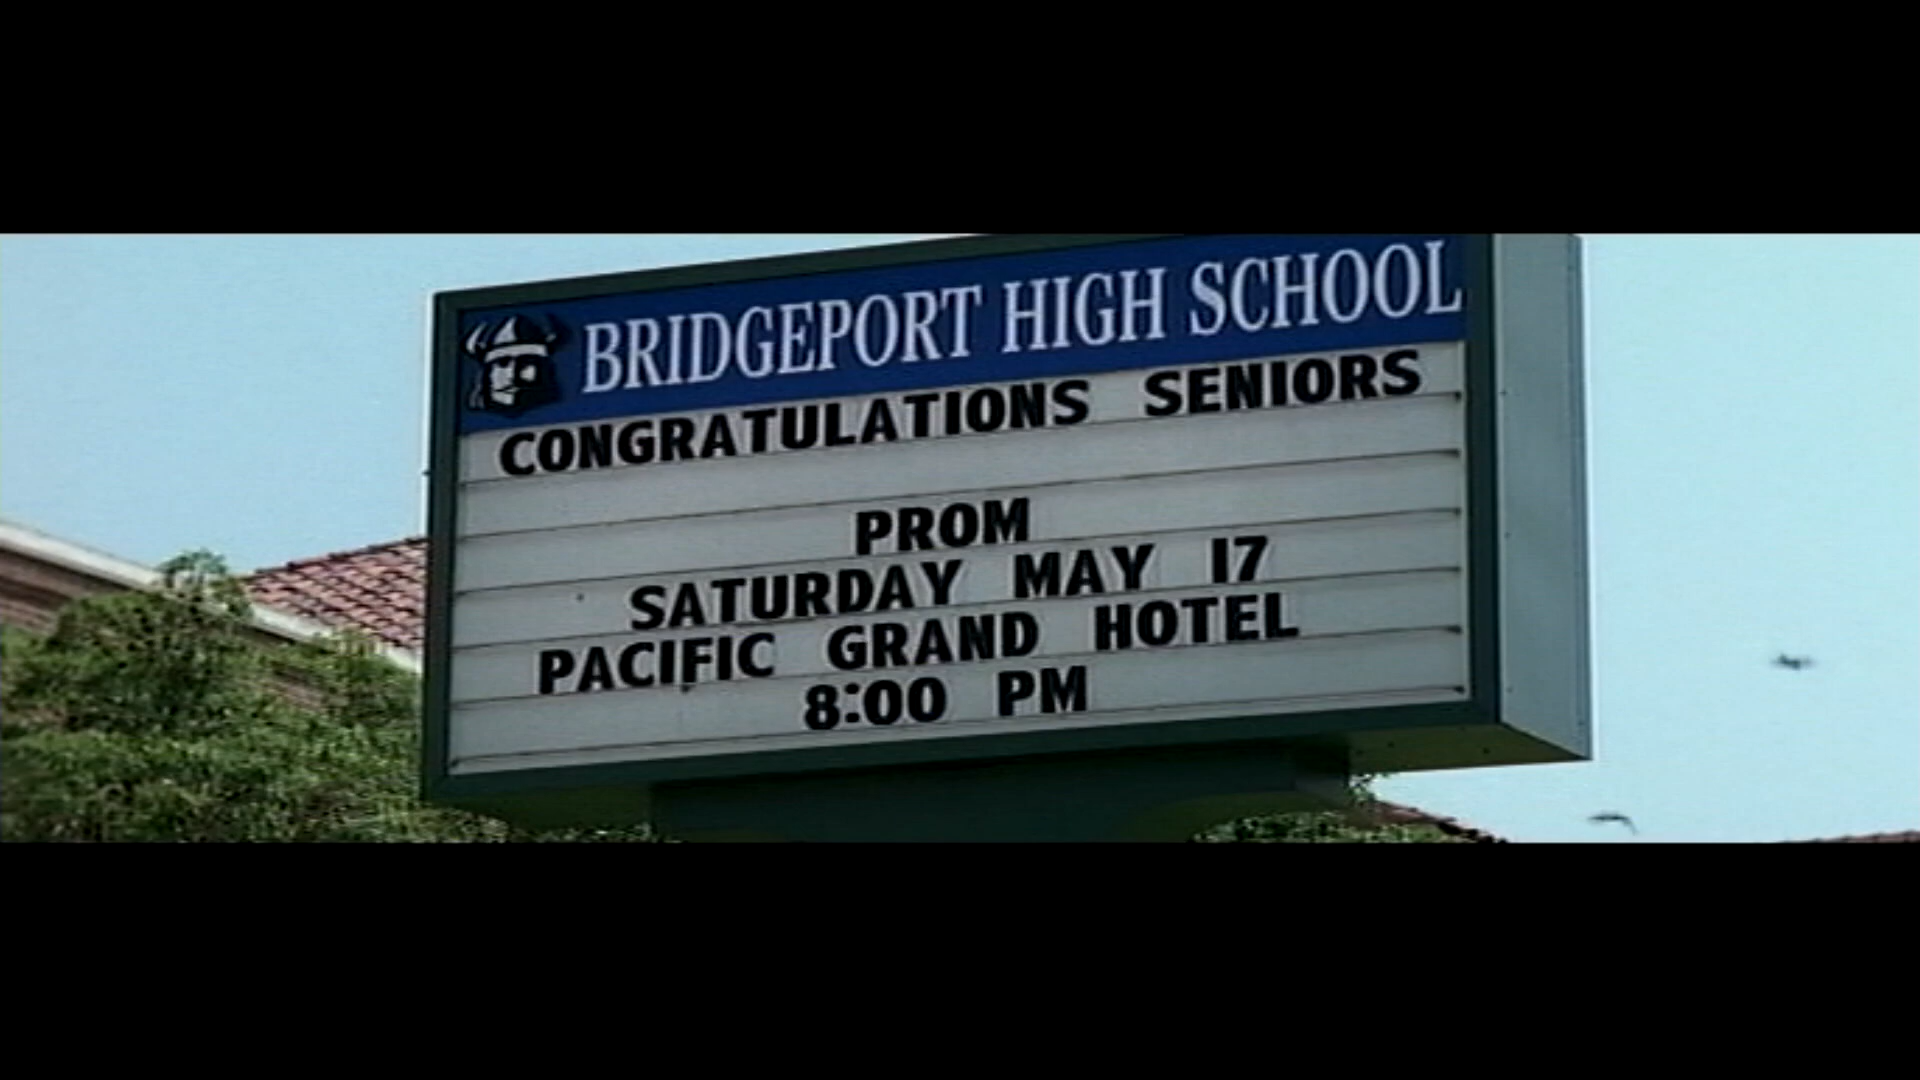 BRIDGEPORT HIGH SCHOOL
CONGRATULATIONS SENIORS
PROM
SATURDAY MAY 17
PACIFIC GRAND HOTEL
8:00 PM